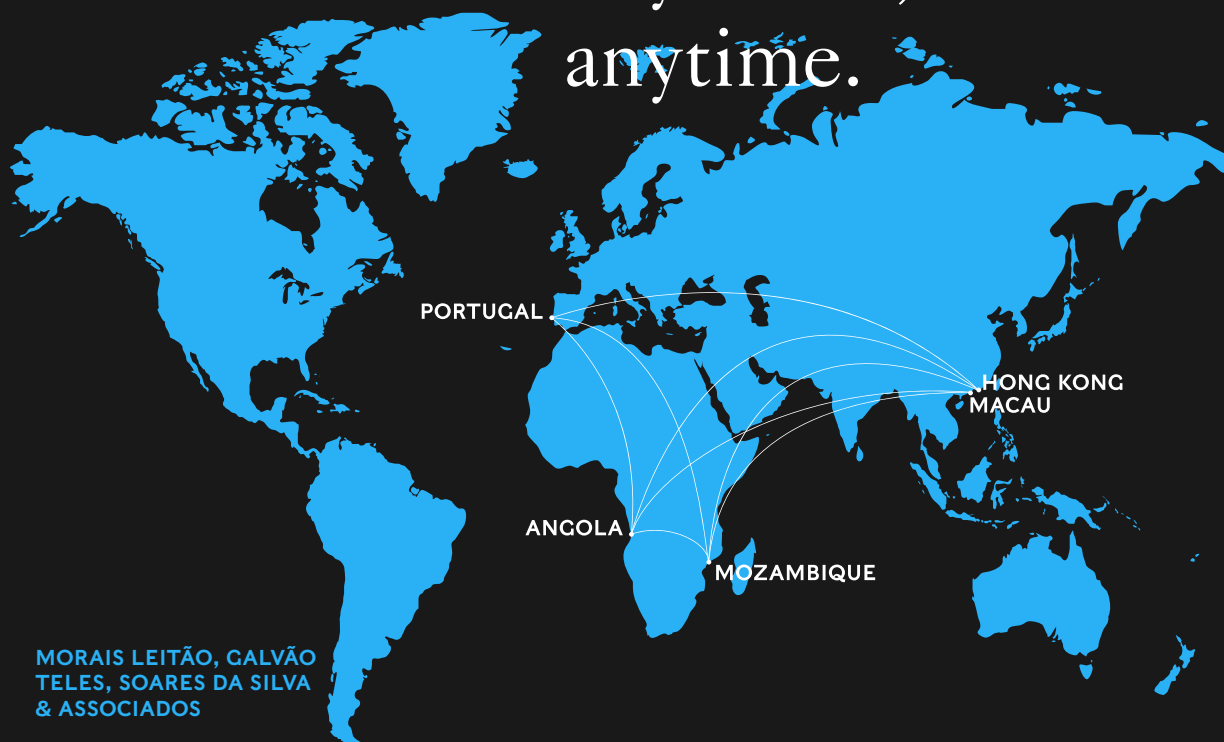 anytime.
PORTUGAL
HONG KONG
MACAU
ANGOLA
MOZAMBIQUE
MORAIS LEITÃO, GALVÃO
TELES, SOARES DA SILVA
& ASSOCIADOS